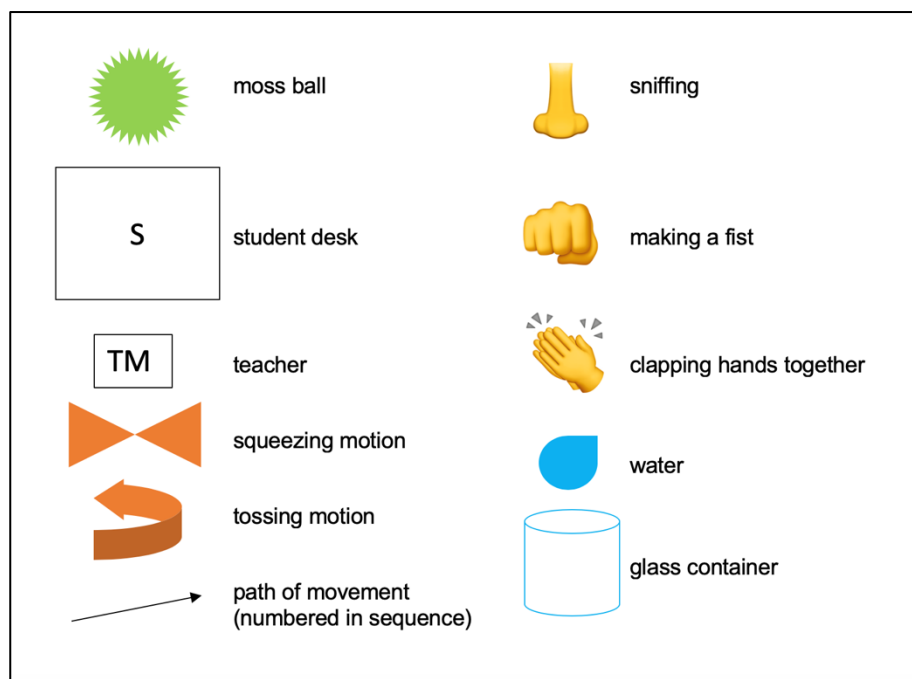 moss ball
sniffing
S
student desk
making a fist
TM
teacher
clapping hands together
squeezing motion
water
tossing motion
glass container
path of movement
(numbered in sequence)